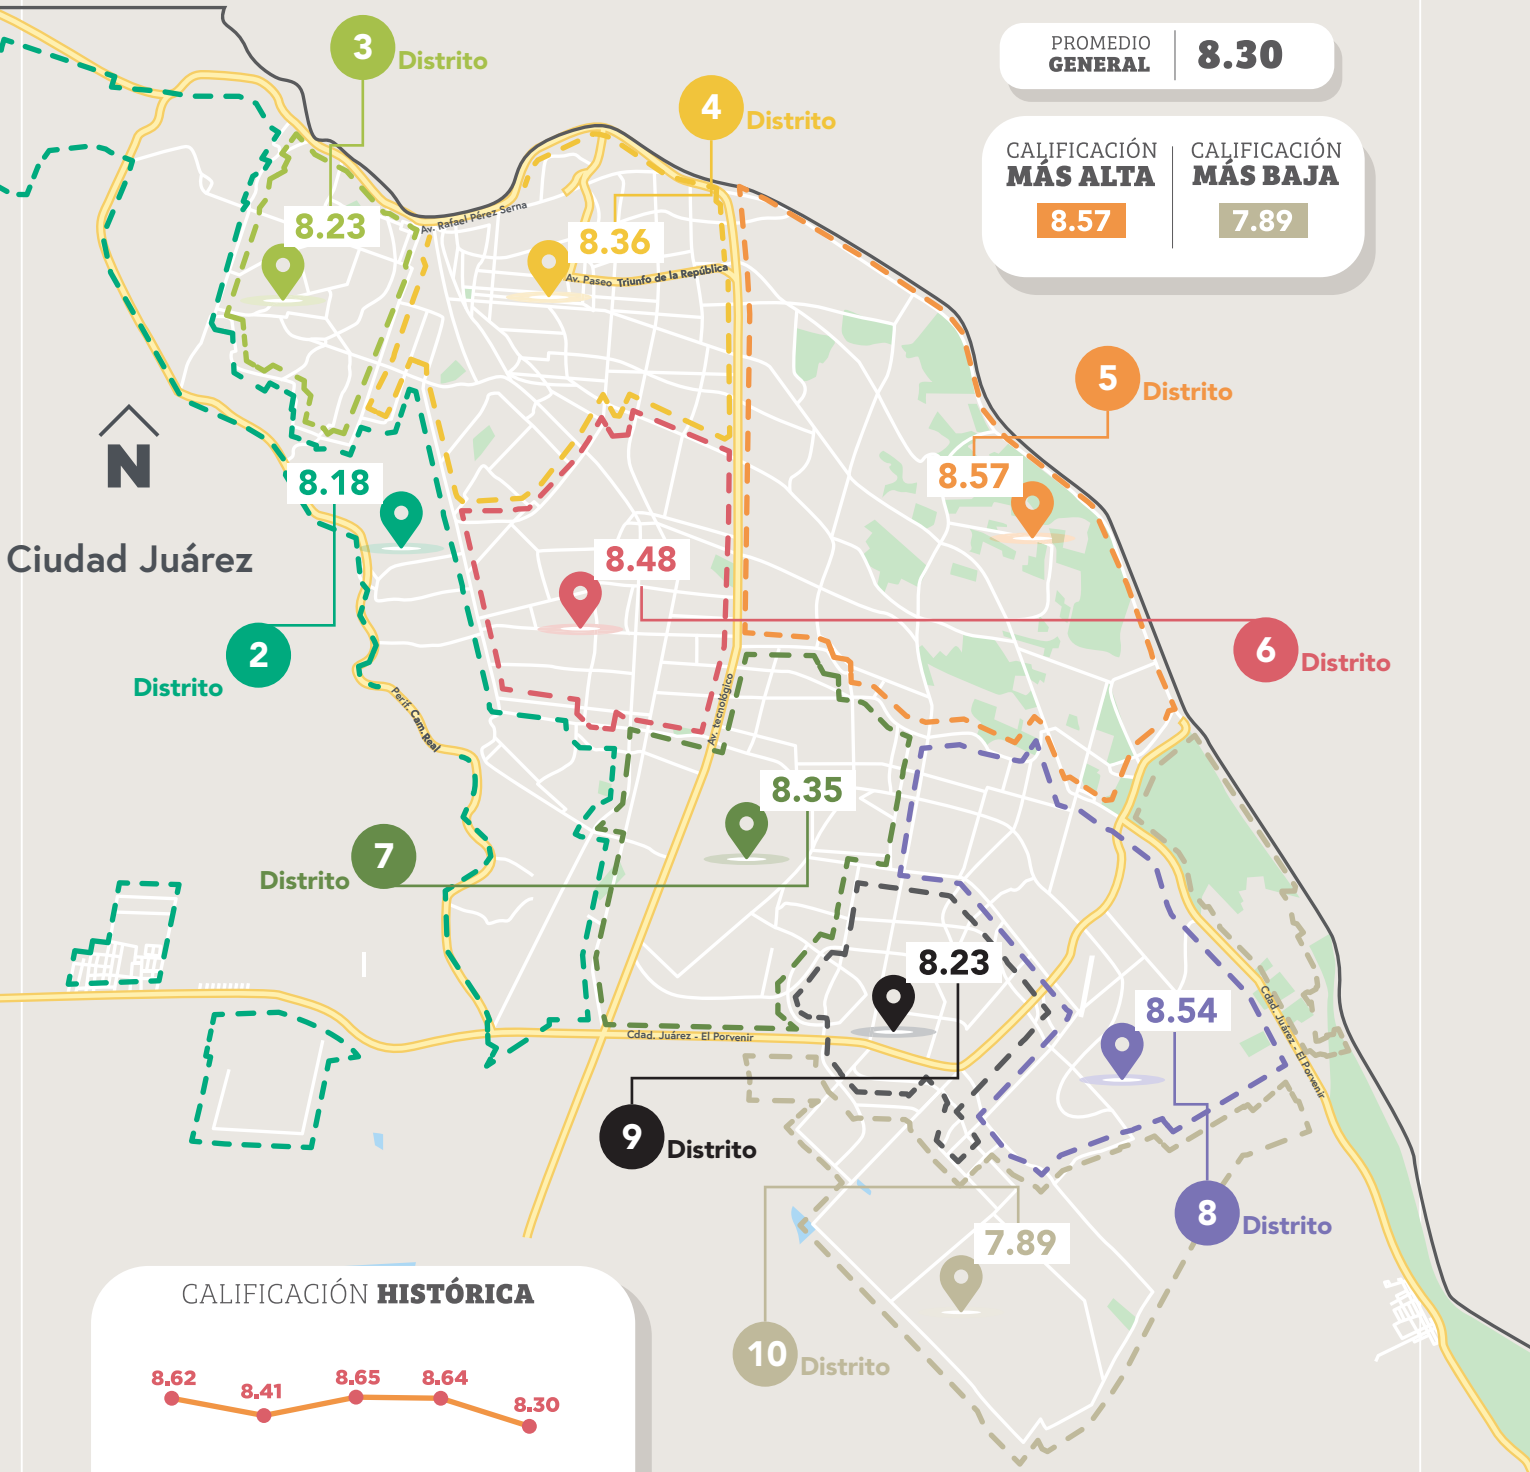 3 Distrito
8.23
4 Distrito
8.36
PROMEDIO
GENERAL
8.30
CALIFICACIÓN
MÁS ALTA
8.57
CALIFICACIÓN
MÁS BAJA
7.89
Av. Rafael Pérez Serna
Av. Paseo Triunfo de la República
5 Distrito
8.57
N
Ciudad Juárez
8.18
2
Distrito
8.48
6 Distrito
Perif. Cam. Real
Av. tecnológico
8.35
7
Distrito
8.23
9 Distrito
Cdad. Juárez - El Porvenir
8.54
8 Distrito
Cdad. Juárez - El Porvenir
7.89
10 Distrito
CALIFICACIÓN HISTÓRICA
8.62
8.41
8.65
8.64
8.30